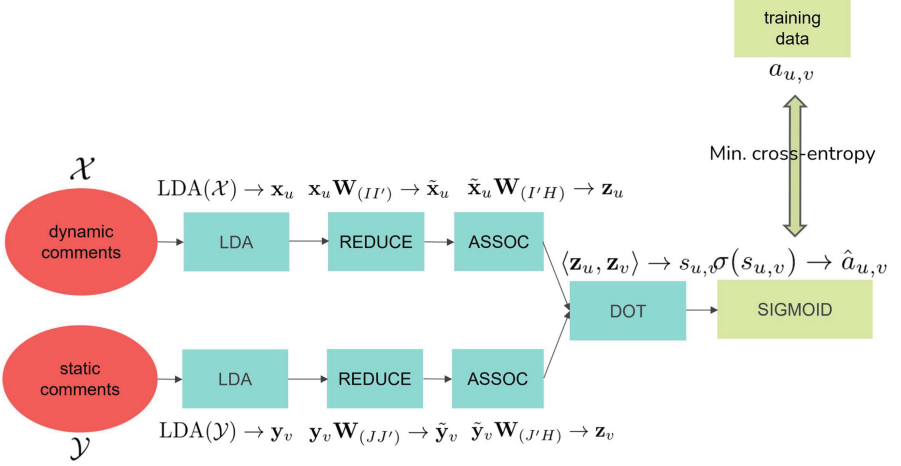 training
data
a_{u,v}
Min. cross-entropy
𝒳
LDA(𝒳) → x_u   x_u W_{(II')} → x̃_u   x̃_u W_{(I'H)} → z_u
dynamic
comments
LDA
REDUCE
ASSOC
⟨z_u, z_v⟩ → s_{u,v}
σ(s_{u,v}) → â_{u,v}
DOT
SIGMOID
static
comments
LDA
REDUCE
ASSOC
𝒴
LDA(𝒴) → y_v   y_v W_{(JJ')} → ỹ_v   ỹ_v W_{(J'H)} → z_v